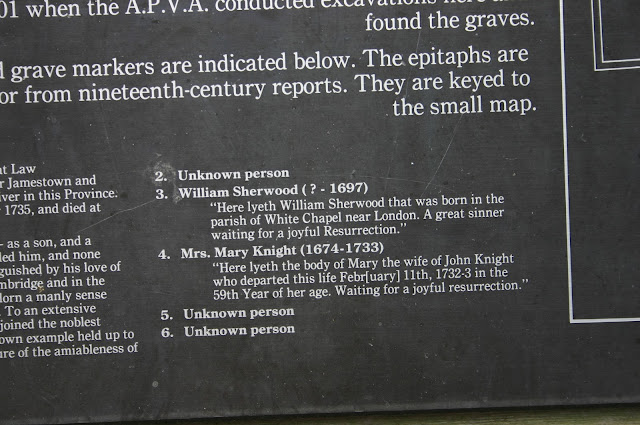 01 when the A.P.V.A. conducted excavations here
found the graves.
grave markers are indicated below. The epitaphs are
or from nineteenth-century reports. They are keyed to
the small map.
Law
Jamestown and
in this Province.
1735, and died at
- as a son, and a
him, and none
by his love of
and in the
a manly sense
. To an extensive
joined the noblest
own example held up to
of the amiableness of
2. Unknown person
3. William Sherwood ( ? - 1697)
"Here lyeth William Sherwood that was born in the
parish of White Chapel near London. A great sinner
waiting for a joyful Resurrection."
4. Mrs. Mary Knight (1674-1733)
"Here lyeth the body of Mary the wife of John Knight
who departed this life Febr[uary] 11th, 1732-3 in the
59th Year of her age. Waiting for a joyful resurrection."
5. Unknown person
6. Unknown person